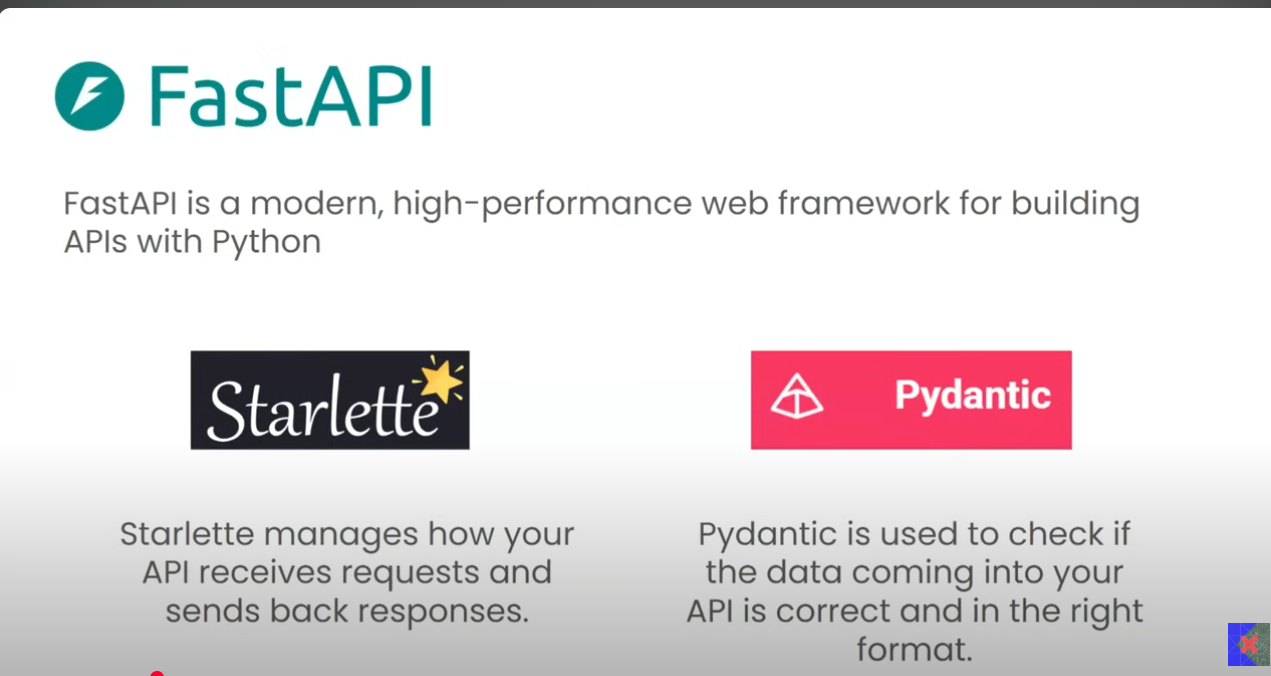 FastAPI
FastAPI is a modern, high-performance web framework for building
APIs with Python
Starlette
Pydantic
Starlette manages how your
API receives requests and
sends back responses.
Pydantic is used to check if
the data coming into your
API is correct and in the right
format.